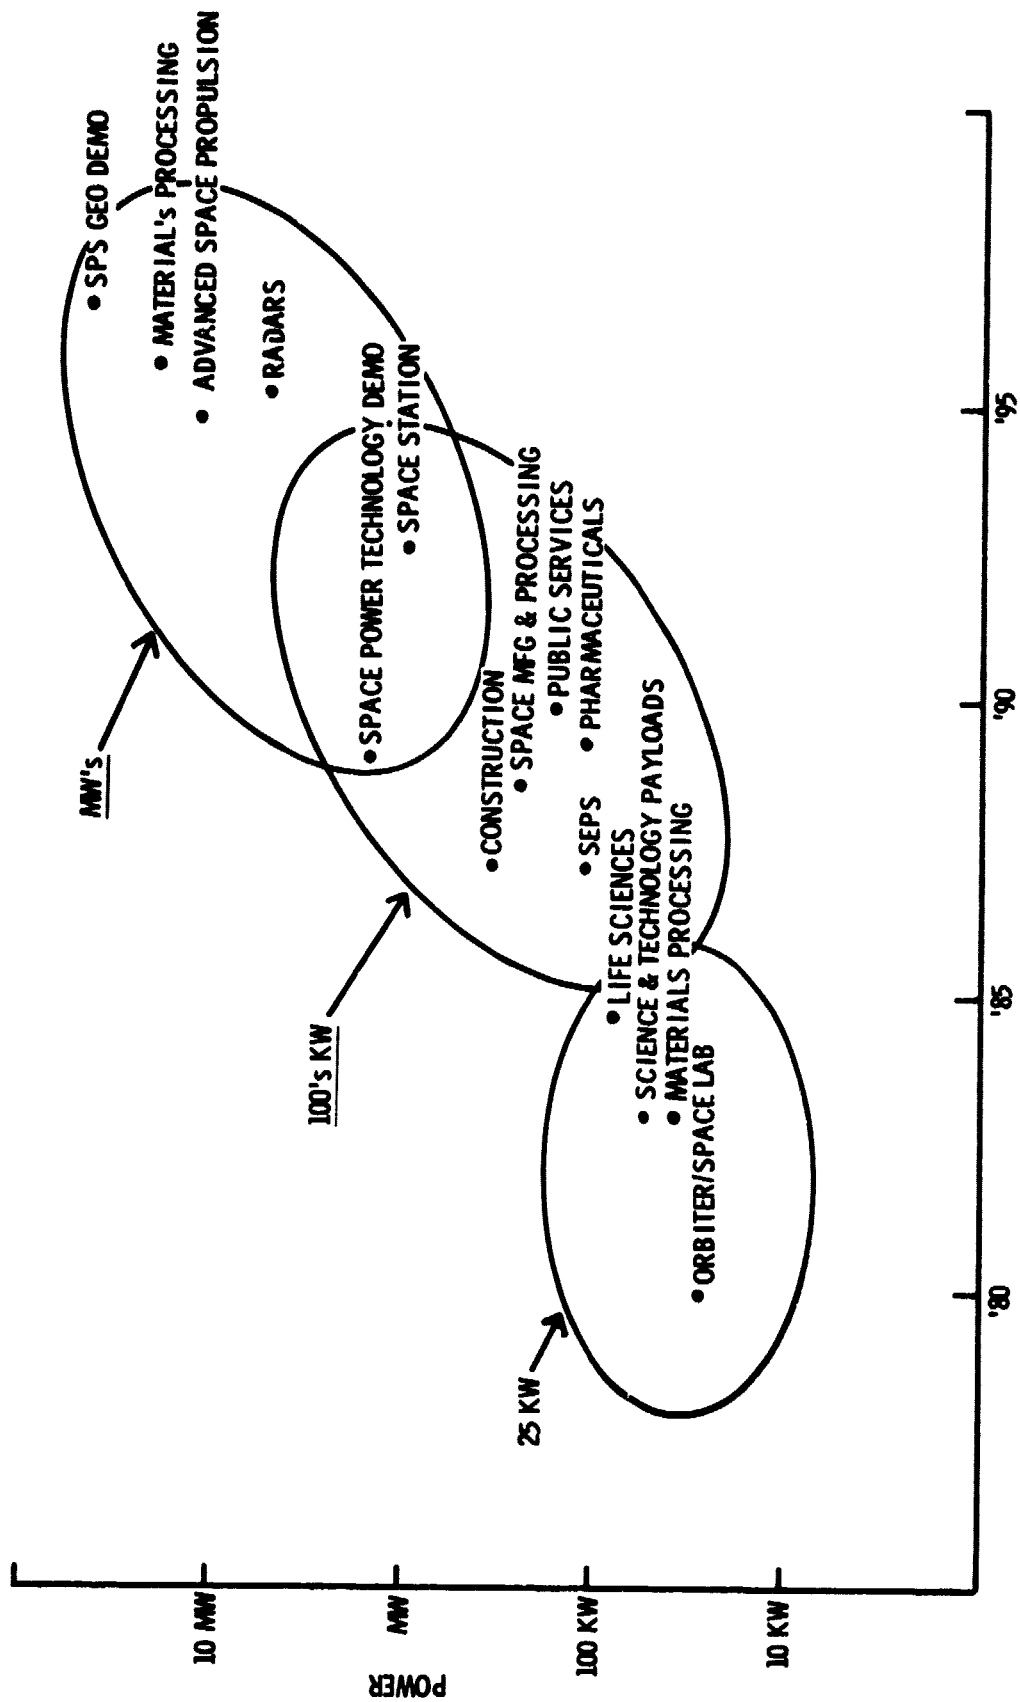 ● SPS GEO DEMO
● MATERIAL's PROCESSING
● ADVANCED SPACE PROPULSION
● RADARS
MW's
● SPACE POWER TECHNOLOGY DEMO
● SPACE STATION
100's KW
● CONSTRUCTION
● SPACE MFG & PROCESSING
● PUBLIC SERVICES
● PHARMACEUTICALS
● SEPS
● LIFE SCIENCES
● SCIENCE & TECHNOLOGY PAYLOADS
● MATERIALS PROCESSING
● ORBITER/SPACE LAB
25 KW
POWER
10 MW
MW
100 KW
10 KW
'80
'85
'90
'95